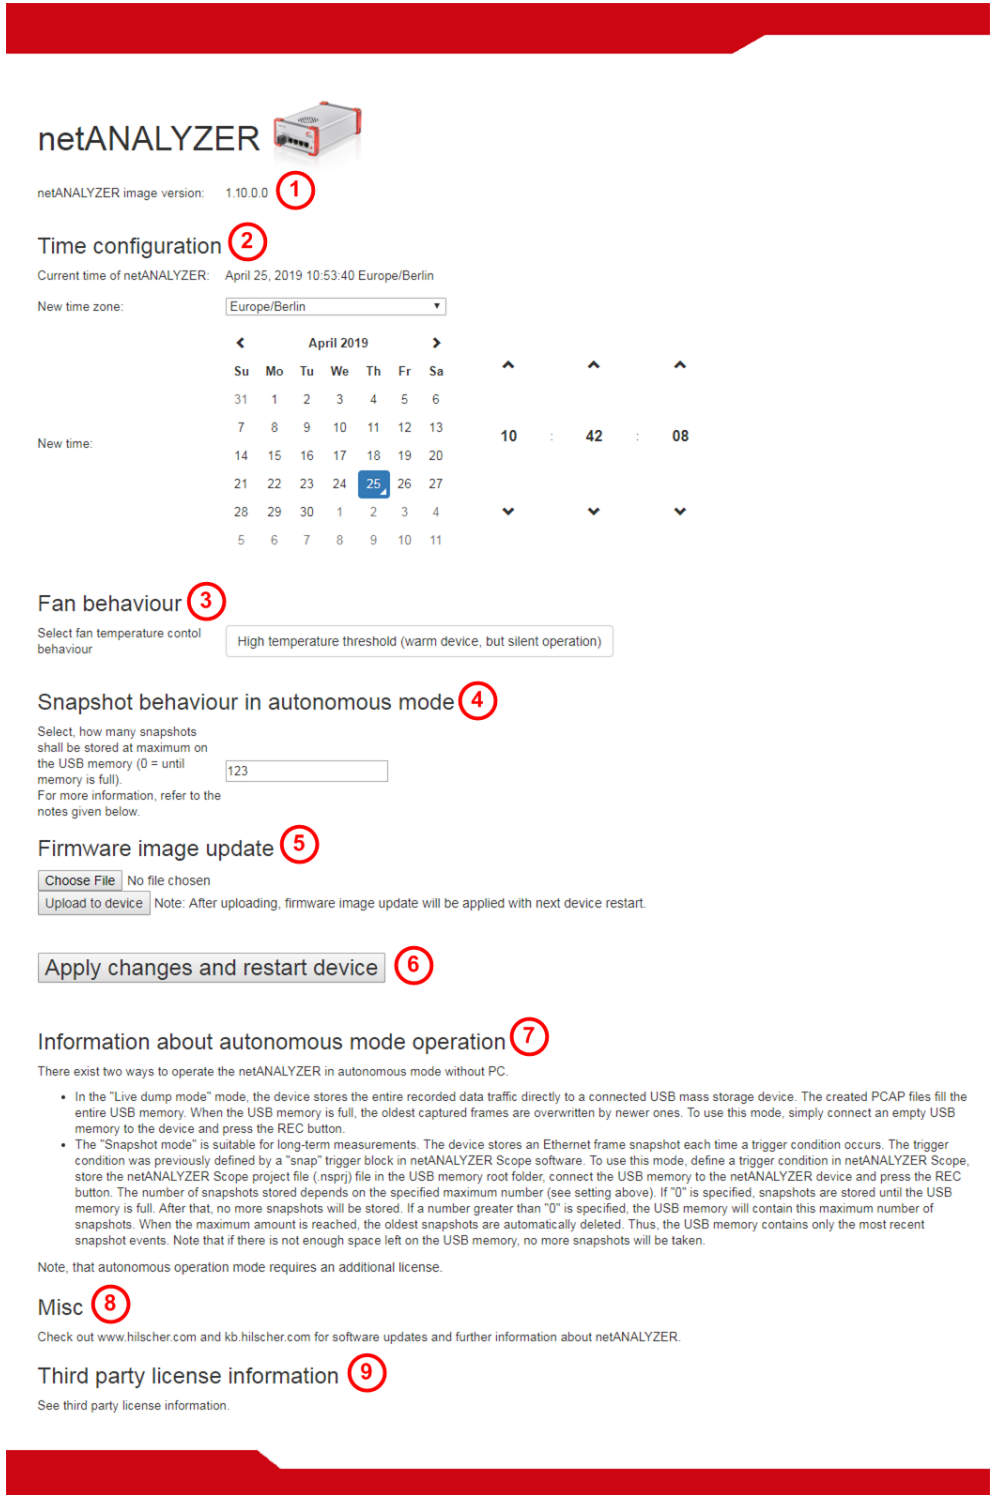 netANALYZER
netANALYZER image version: 1.10.0.0 1
Time configuration 2
Current time of netANALYZER: April 25, 2019 10:53:40 Europe/Berlin
New time zone: Europe/Berlin
April 2019
Su Mo Tu We Th Fr Sa
31 1 2 3 4 5 6
7 8 9 10 11 12 13
14 15 16 17 18 19 20
21 22 23 24 25 26 27
28 29 30 1 2 3 4
5 6 7 8 9 10 11
New time:
10 : 42 : 08
Fan behaviour 3
Select fan temperature contol
behaviour
High temperature threshold (warm device, but silent operation)
Snapshot behaviour in autonomous mode 4
Select, how many snapshots
shall be stored at maximum on
the USB memory (0 = until
memory is full).
For more information, refer to the
notes given below.
123
Firmware image update 5
Choose File No file chosen
Upload to device Note: After uploading, firmware image update will be applied with next device restart.
Apply changes and restart device 6
Information about autonomous mode operation 7
There exist two ways to operate the netANALYZER in autonomous mode without PC.
• In the "Live dump mode" mode, the device stores the entire recorded data traffic directly to a connected USB mass storage device. The created PCAP files fill the
entire USB memory. When the USB memory is full, the oldest captured frames are overwritten by newer ones. To use this mode, simply connect an empty USB
memory to the device and press the REC button.
• The "Snapshot mode" is suitable for long-term measurements. The device stores an Ethernet frame snapshot each time a trigger condition occurs. The trigger
condition was previously defined by a "snap" trigger block in netANALYZER Scope software. To use this mode, define a trigger condition in netANALYZER Scope,
store the netANALYZER Scope project file (.nsprj) file in the USB memory root folder, connect the USB memory to the netANALYZER device and press the REC
button. The number of snapshots stored depends on the specified maximum number (see setting above). If "0" is specified, snapshots are stored until the USB
memory is full. After that, no more snapshots will be stored. If a number greater than "0" is specified, the USB memory will contain this maximum number of
snapshots. When the maximum amount is reached, the oldest snapshots are automatically deleted. Thus, the USB memory contains only the most recent
snapshot events. Note that if there is not enough space left on the USB memory, no more snapshots will be taken.
Note, that autonomous operation mode requires an additional license.
Misc 8
Check out www.hilscher.com and kb.hilscher.com for software updates and further information about netANALYZER.
Third party license information 9
See third party license information.